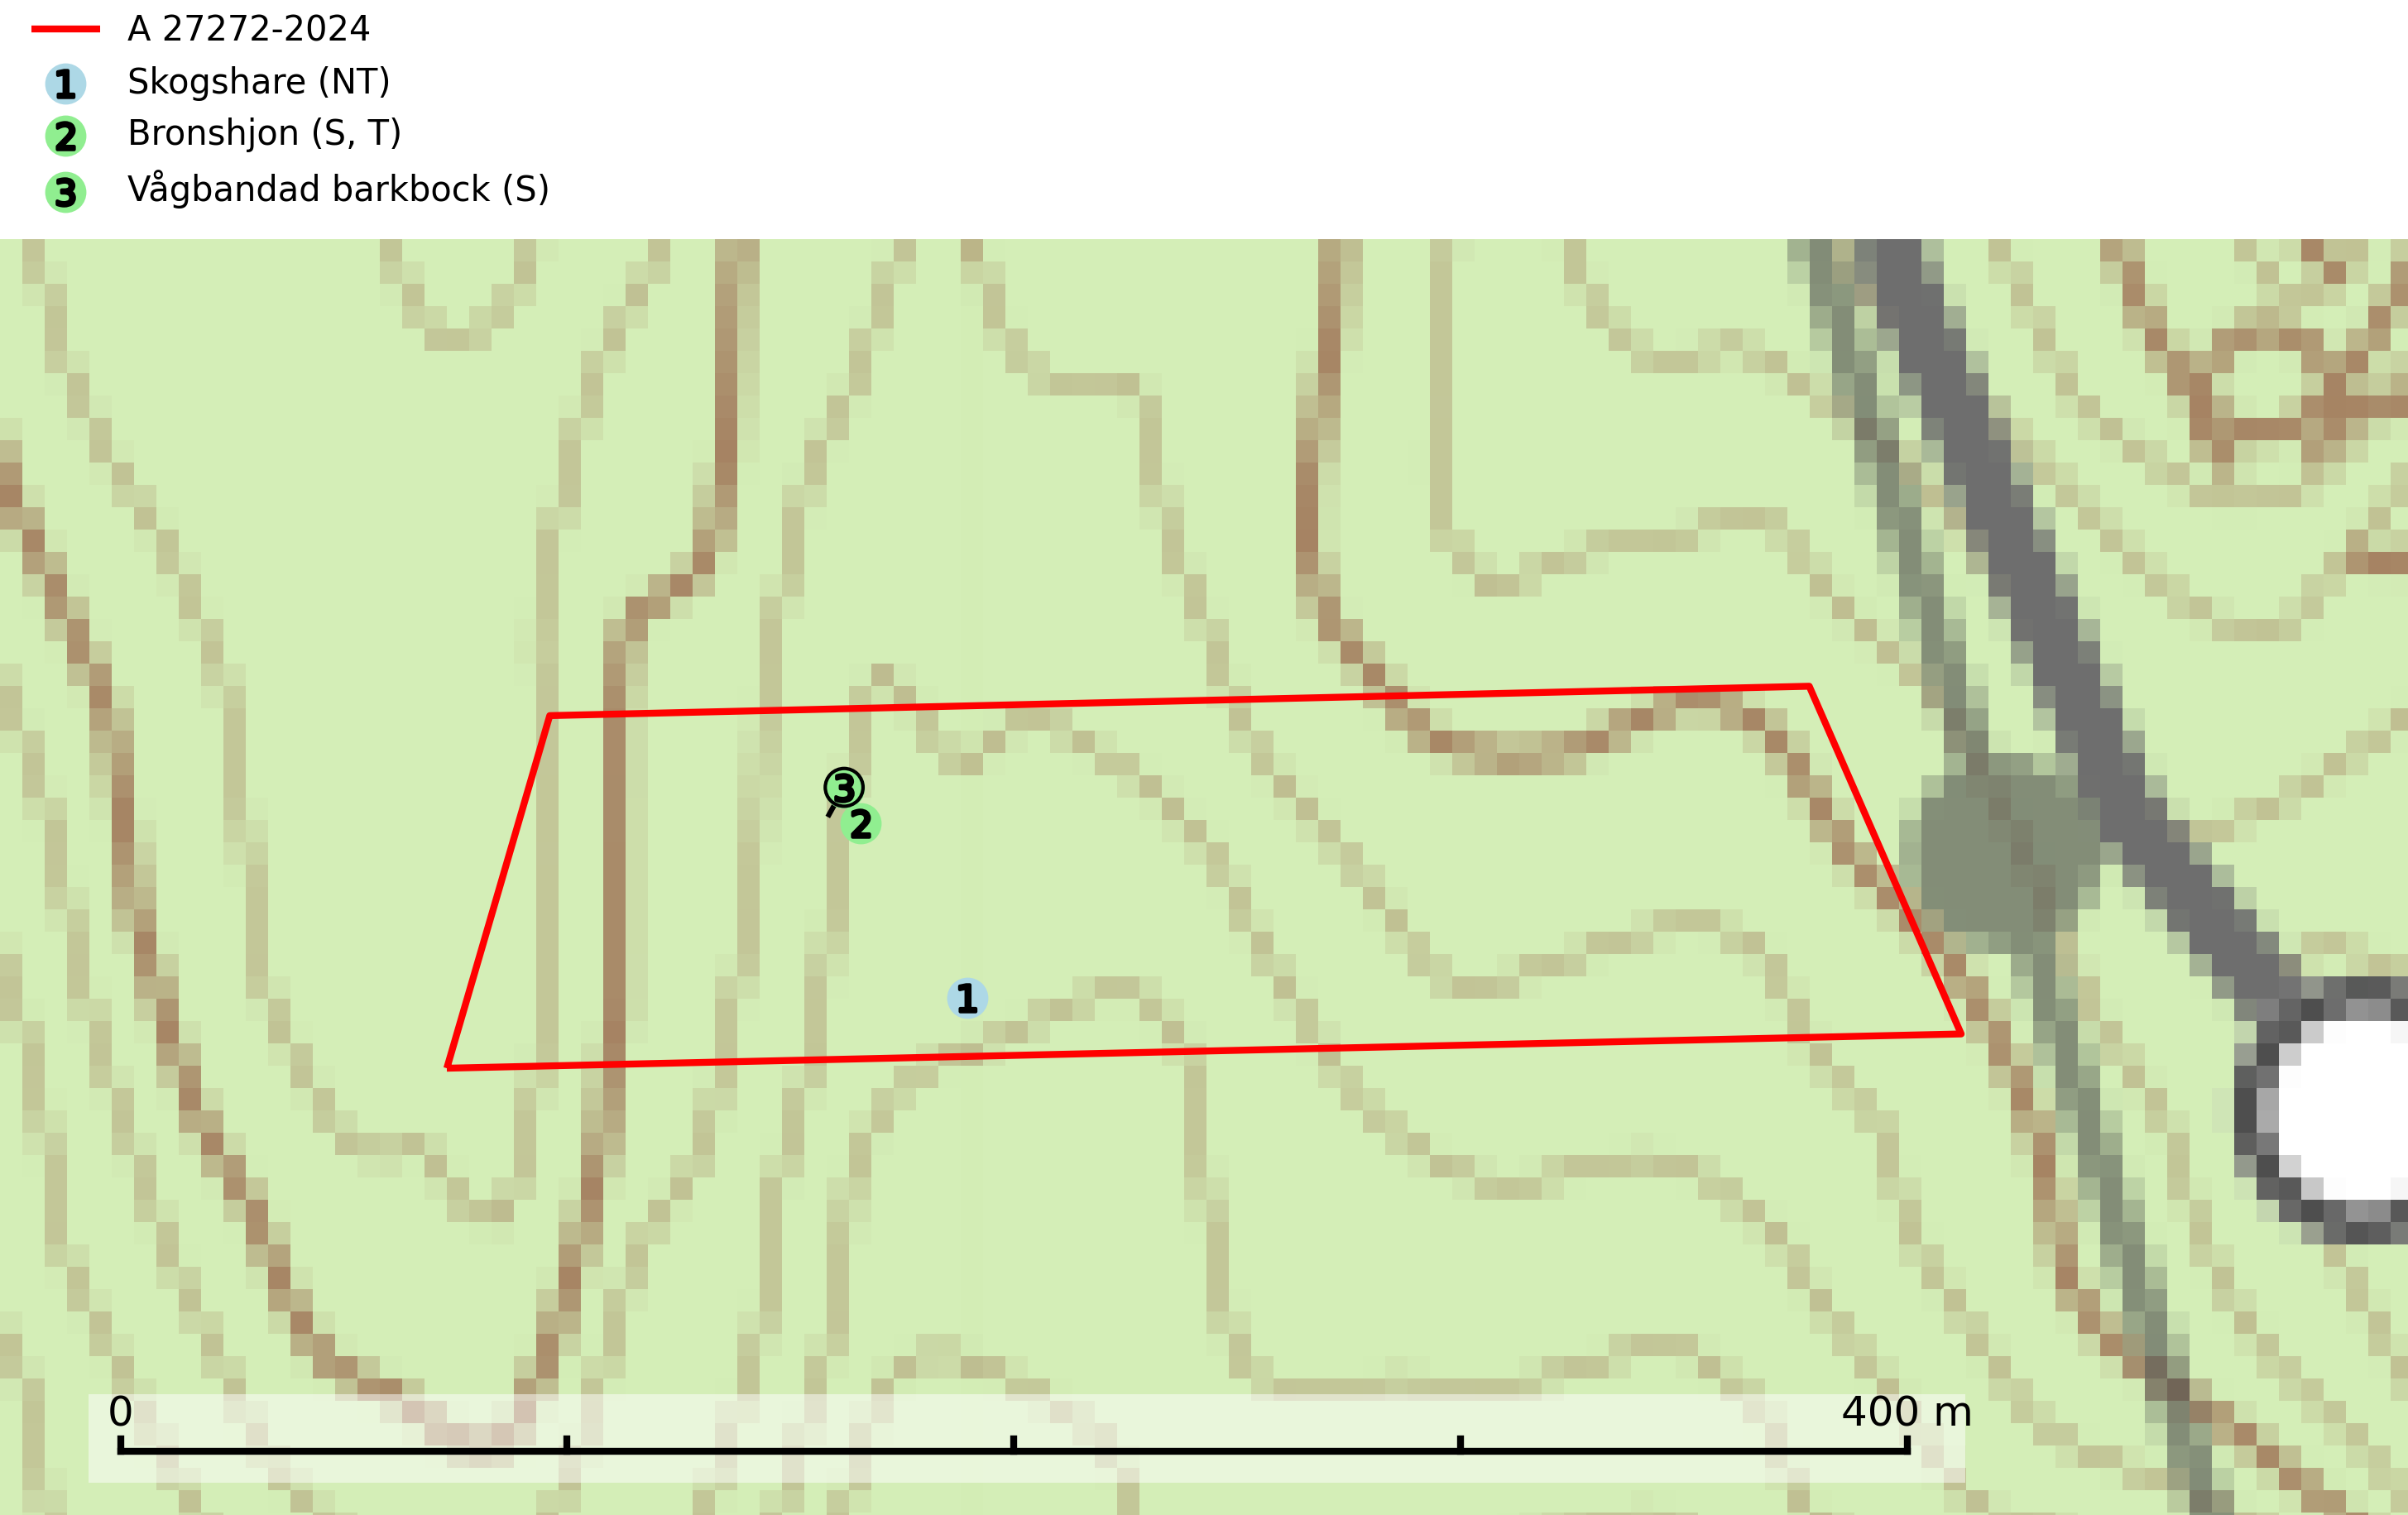 A 27272-2024
1 Skogshare (NT)
2 Bronshjon (S, T)
3 Vågbandad barkbock (S)
3
2
1
0 400 m